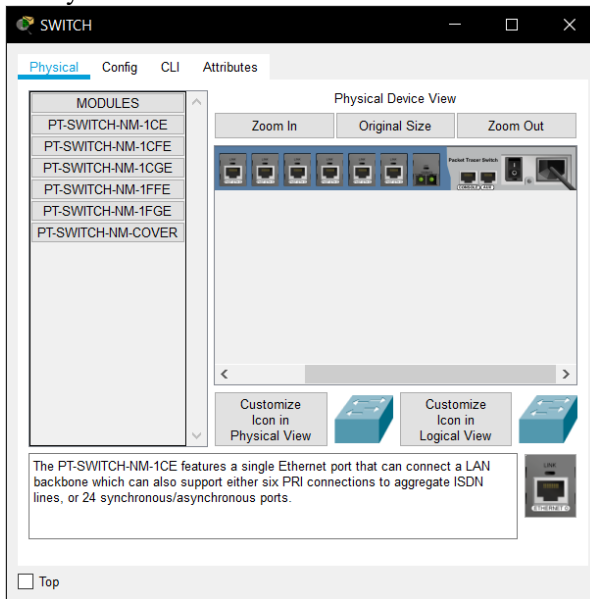 SWITCH
Physical Config CLI Attributes
MODULES
PT-SWITCH-NM-1CE
PT-SWITCH-NM-1CFE
PT-SWITCH-NM-1CGE
PT-SWITCH-NM-1FFE
PT-SWITCH-NM-1FGE
PT-SWITCH-NM-COVER
Physical Device View
Zoom In Original Size Zoom Out
Packet Tracer Switch
CONSOLE AUX
Customize
Icon in
Physical View
Customize
Icon in
Logical View
The PT-SWITCH-NM-1CE features a single Ethernet port that can connect a LAN
backbone which can also support either six PRI connections to aggregate ISDN
lines, or 24 synchronous/asynchronous ports.
LINK
Top